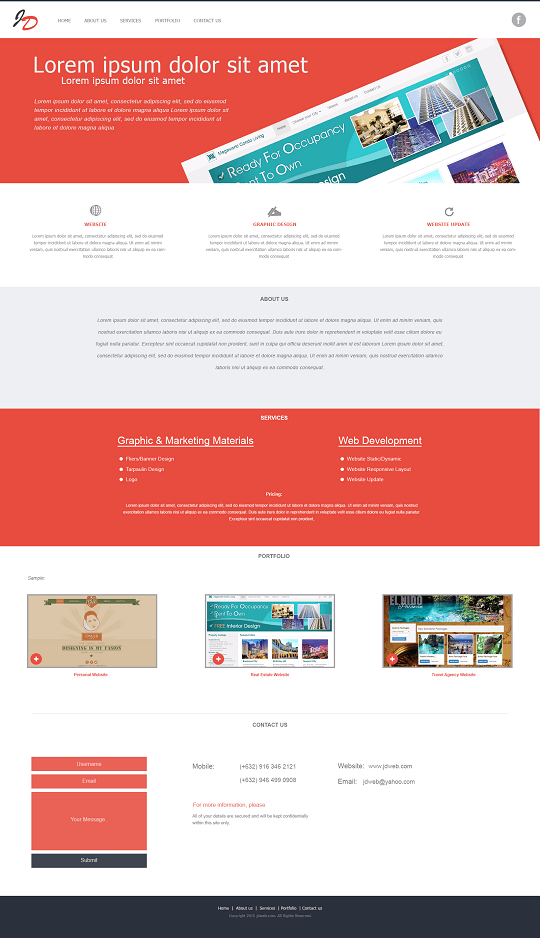 JD
HOME ABOUT US SERVICES PORTFOLIO CONTACT US
Lorem ipsum dolor sit amet
Lorem ipsum dolor sit amet
Lorem ipsum dolor sit amet, consectetur adipiscing elit, sed do eiusmod
tempor incididunt ut labore et dolore magna aliqua Lorem ipsum dolor sit
amet, consectetur adipiscing elit, sed do eiusmod tempor incididunt ut
labore et dolore magna aliqua
Megaworld Condo Living
Ready For Occupancy
Rent To Own
WEBSITE
Lorem ipsum dolor sit amet, consectetur adipiscing elit, sed do eiusmod
tempor incididunt ut labore et dolore magna aliqua. Ut enim ad minim
veniam, quis nostrud exercitation ullamco laboris nisi ut aliquip ex ea com-
modo consequat
GRAPHIC DESIGN
Lorem ipsum dolor sit amet, consectetur adipiscing elit, sed do eiusmod
tempor incididunt ut labore et dolore magna aliqua. Ut enim ad minim
veniam, quis nostrud exercitation ullamco laboris nisi ut aliquip ex ea com-
modo consequat
WEBSITE UPDATE
Lorem ipsum dolor sit amet, consectetur adipiscing elit, sed do eiusmod
tempor incididunt ut labore et dolore magna aliqua. Ut enim ad minim
veniam, quis nostrud exercitation ullamco laboris nisi ut aliquip ex ea com-
modo consequat
ABOUT US
Lorem ipsum dolor sit amet, consectetur adipiscing elit, sed do eiusmod tempor incididunt ut labore et dolore magna aliqua. Ut enim ad minim veniam, quis
nostrud exercitation ullamco laboris nisi ut aliquip ex ea commodo consequat. Duis aute irure dolor in reprehenderit in voluptate velit esse cillum dolore eu
fugiat nulla pariatur. Excepteur sint occaecat cupidatat non proident, sunt in culpa qui officia deserunt mollit anim id est laborum Lorem ipsum dolor sit amet,
consectetur adipiscing elit, sed do eiusmod tempor incididunt ut labore et dolore magna aliqua. Ut enim ad minim veniam, quis nostrud exercitation ullamco
laboris nisi ut aliquip ex ea commodo consequat
SERVICES
Graphic & Marketing Materials
Fliers/Banner Design
Tarpaulin Design
Logo
Web Development
Website Static/Dynamic
Website Responsive Layout
Website Update
Pricing:
Lorem ipsum dolor sit amet, consectetur adipiscing elit, sed do eiusmod tempor incididunt ut labore et dolore magna aliqua. Ut enim ad minim veniam, quis nostrud exercitation
ullamco laboris nisi ut aliquip ex ea commodo consequat. Duis aute irure dolor in reprehenderit in voluptate velit esse cillum dolore eu fugiat nulla pariatur.
Excepteur sint occaecat cupidatat non proident,
PORTFOLIO
Sample:
DESIGNING IS MY FASION
Ready For Occupancy
Rent To Own
FREE Interior Design
EL NIDO
Personal Website
Real Estate Website
Travel Agency Website
CONTACT US
Username
Email
Your Message
Submit
Mobile: (+632) 916 346 2121
(+632) 946 499 0908
For more information, please
All of your details are secured and will be kept confidenially
within this site only.
Website: www.jdweb.com
Email: jdweb@yahoo.com
Home | About us | Services | Portfolio | Contact us
Copyright 2015 jdweb.com. All Rights Reserved.